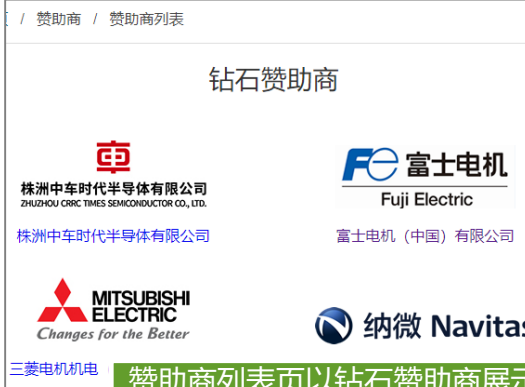 / 赞助商 / 赞助商列表
钻石赞助商
株洲中车时代半导体有限公司
ZHUZHOU CRRC TIMES SEMICONDUCTOR CO., LTD.
株洲中车时代半导体有限公司
Fe 富士电机
Fuji Electric
富士电机（中国）有限公司
MITSUBISHI
ELECTRIC
Changes for the Better
三菱电机机电
纳微 Navitas
赞助商列表页以钻石赞助商展示